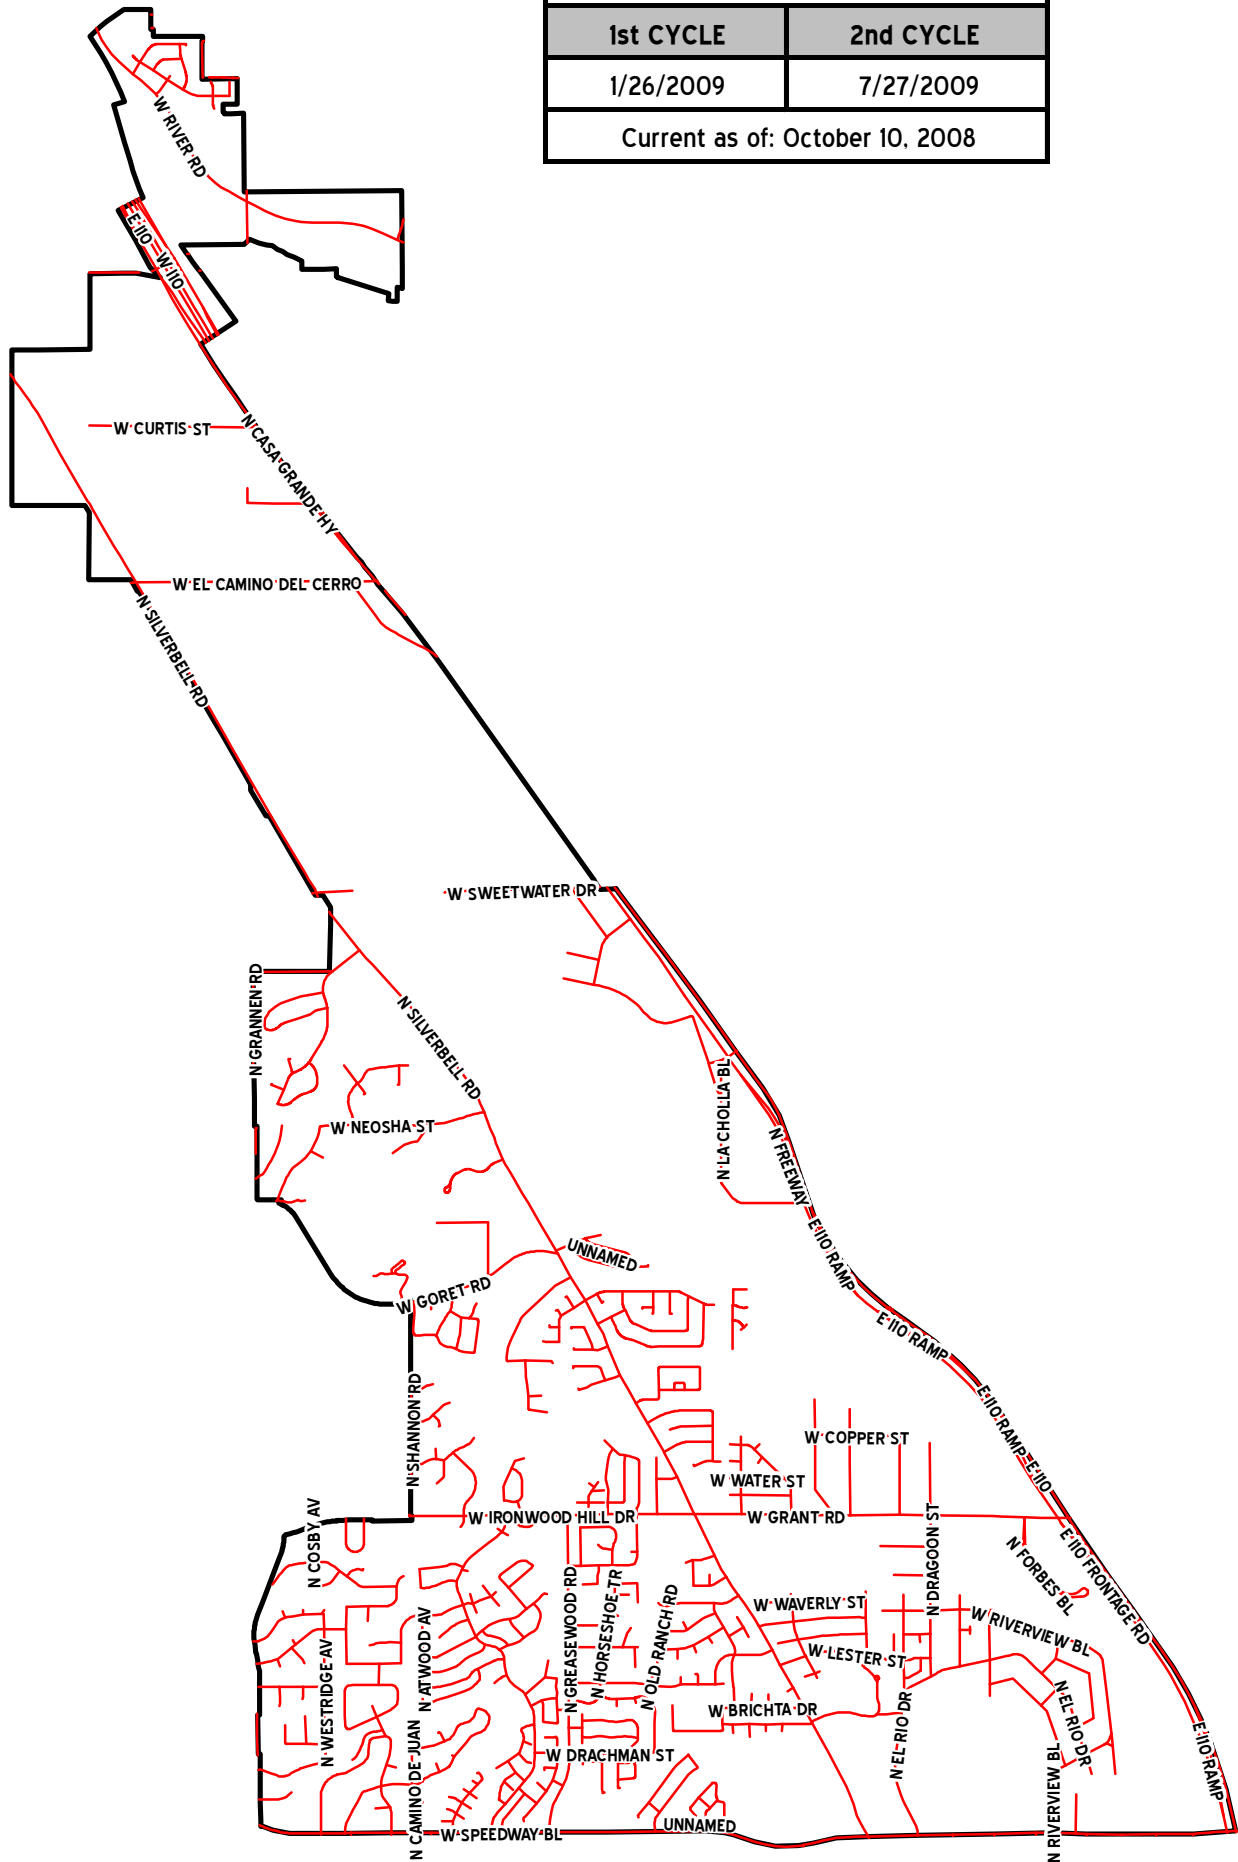 1st CYCLE 2nd CYCLE
1/26/2009 7/27/2009
Current as of: October 10, 2008
W RIVER RD
E I10
W I10
W CURTIS ST
N CASA GRANDE HY
W EL CAMINO DEL CERRO
N SILVERBELL RD
W SWEETWATER DR
N GRANNEN RD
N SILVERBELL RD
N LA CHOLLA BL
W NEOSHA ST
N FREEWAY
E I10 RAMP
UNNAMED
W GORET RD
E I10 RAMP
N SHANNON RD
E I10 RAMP
W COPPER ST
E I10
W WATER ST
W IRONWOOD HILL DR
W GRANT RD
N COSBY AV
N DRAGOON ST
N FORBES BL
E I10 FRONTAGE RD
N GREASEWOOD RD
N HORSESHOE TR
N OLD RANCH RD
W WAVERLY ST
W RIVERVIEW BL
N ATWOOD AV
N WESTRIDGE AV
W LESTER ST
N EL RIO DR
W BRICHTA DR
N EL RIO DR
N CAMINO DE JUAN
W DRACHMAN ST
E I10 RAMP
N RIVERVIEW BL
W SPEEDWAY BL
UNNAMED